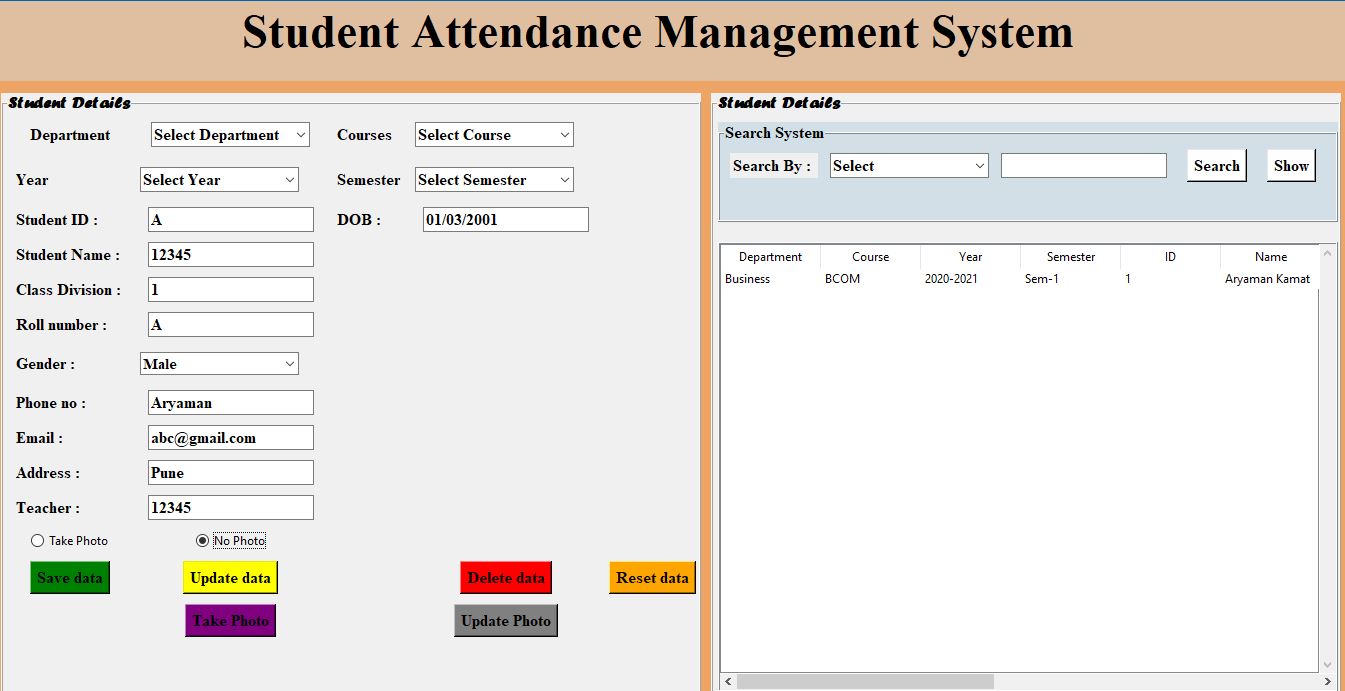 Student Attendance Management System
Student Details
Department Select Department Courses Select Course
Year Select Year Semester Select Semester
Student ID : A DOB : 01/03/2001
Student Name : 12345
Class Division : 1
Roll number : A
Gender : Male
Phone no : Aryaman
Email : abc@gmail.com
Address : Pune
Teacher : 12345
Take Photo No Photo
Save data Update data Delete data Reset data
Take Photo Update Photo
Student Details
Search System
Search By : Select Search Show
Department Course Year Semester ID Name
Business BCOM 2020-2021 Sem-1 1 Aryaman Kamat